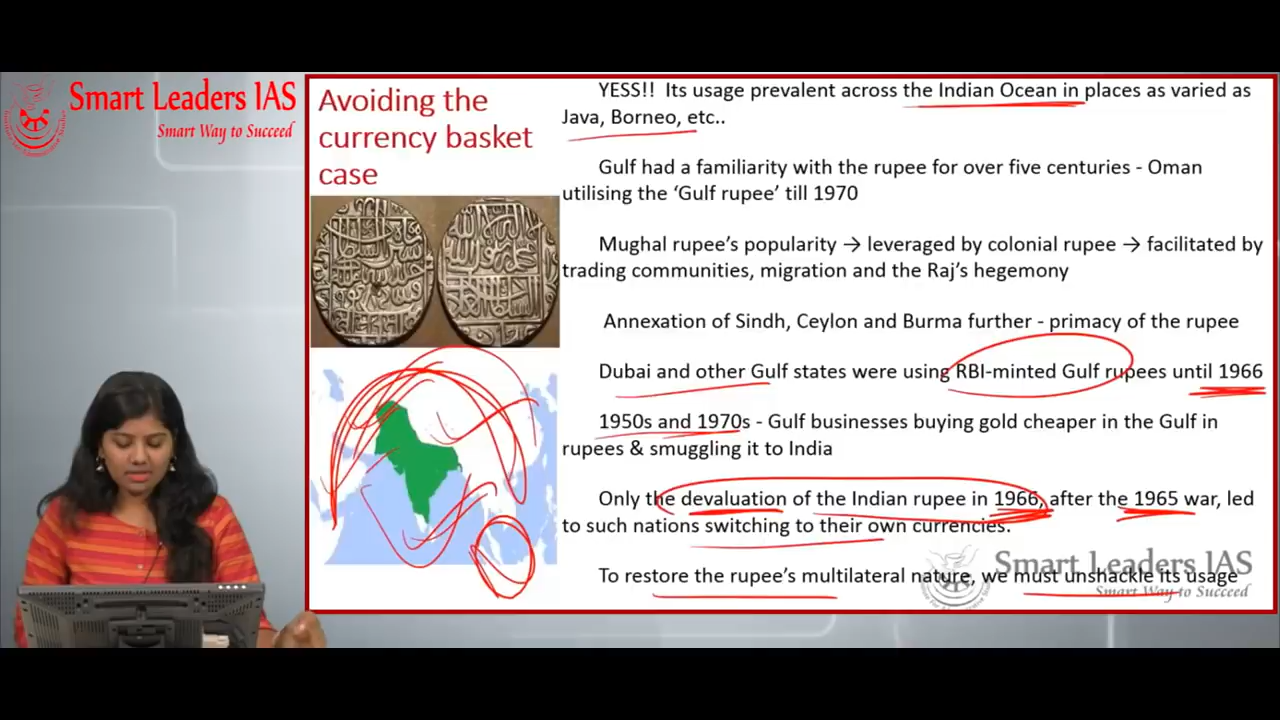 Smart Leaders IAS
Smart Way to Succeed
Avoiding the
currency basket
case
YESS!! Its usage prevalent across the Indian Ocean in places as varied as
Java, Borneo, etc..
Gulf had a familiarity with the rupee for over five centuries - Oman
utilising the ‘Gulf rupee’ till 1970
Mughal rupee’s popularity → leveraged by colonial rupee → facilitated by
trading communities, migration and the Raj’s hegemony
Annexation of Sindh, Ceylon and Burma further - primacy of the rupee
Dubai and other Gulf states were using RBI-minted Gulf rupees until 1966
1950s and 1970s - Gulf businesses buying gold cheaper in the Gulf in
rupees & smuggling it to India
Only the devaluation of the Indian rupee in 1966, after the 1965 war, led
to such nations switching to their own currencies.
To restore the rupee’s multilateral nature, we must unshackle its usage
Smart Leaders IAS
Smart Way to Succeed